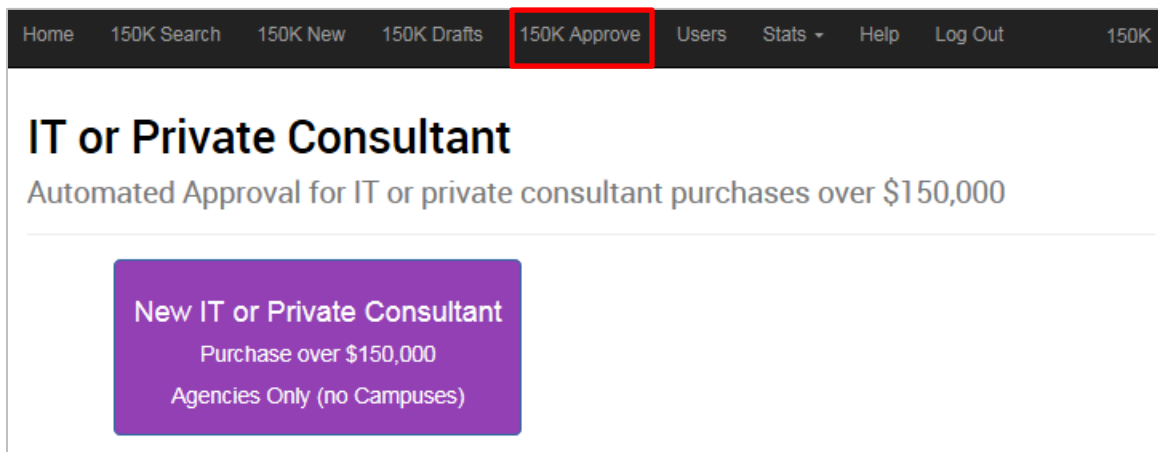 Home 150K Search 150K New 150K Drafts 150K Approve Users Stats Help Log Out 150K
IT or Private Consultant
Automated Approval for IT or private consultant purchases over $150,000
New IT or Private Consultant
Purchase over $150,000
Agencies Only (no Campuses)